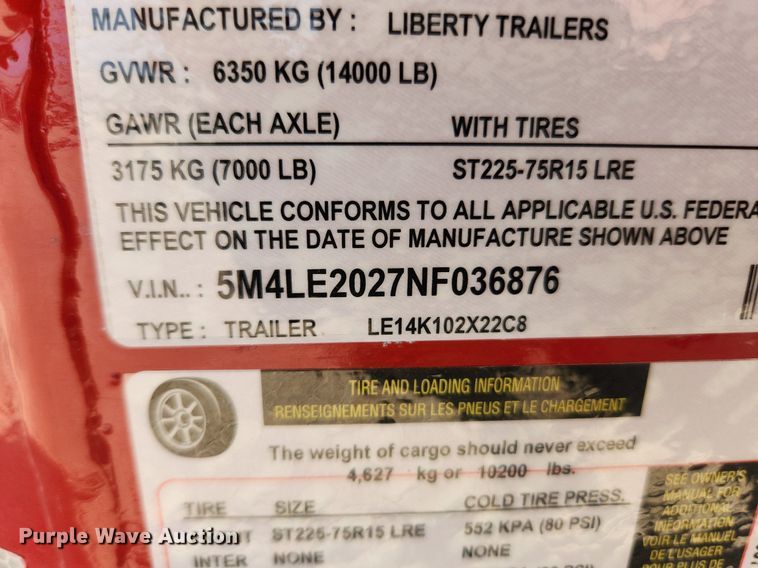 MANUFACTURED BY : LIBERTY TRAILERS
GVWR : 6350 KG (14000 LB)
GAWR (EACH AXLE) WITH TIRES
3175 KG (7000 LB) ST225-75R15 LRE
THIS VEHICLE CONFORMS TO ALL APPLICABLE U.S. FEDERA
EFFECT ON THE DATE OF MANUFACTURE SHOWN ABOVE
V.I.N.. : 5M4LE2027NF036876
TYPE : TRAILER LE14K102X22C8
TIRE AND LOADING INFORMATION
RENSEIGNEMENTS SUR LES PNEUS ET LE CHARGEMENT
The weight of cargo should never exceed
4,627 kg or 10200 lbs.
TIRE SIZE COLD TIRE PRESS.
ST225-75R15 LRE 552 KPA (80 PSI)
INTER NONE NONE
SEE OWNER'S
MANUAL FOR
ADDITIONAL
INFORMATION
VOIR LE MANUEL
DE L'USAGER
POUR PLUS DE
Purple Wave Auction